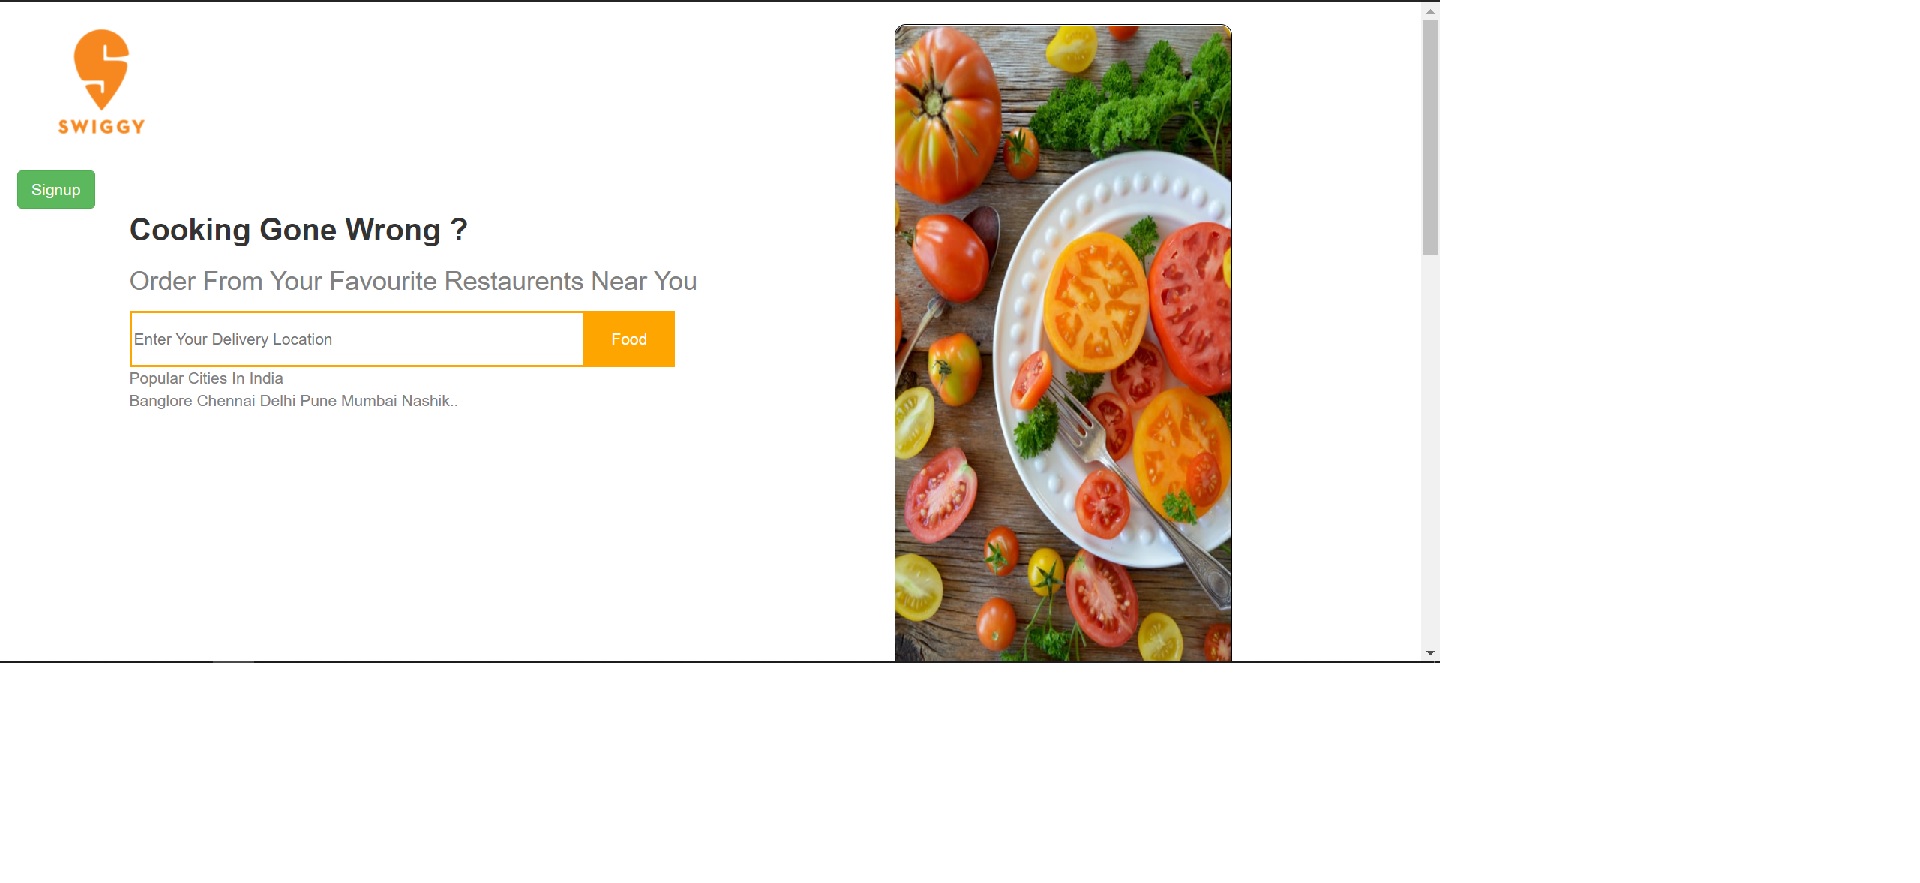 SWIGGY
Signup
Cooking Gone Wrong ?
Order From Your Favourite Restaurents Near You
Enter Your Delivery Location
Food
Popular Cities In India
Banglore Chennai Delhi Pune Mumbai Nashik..